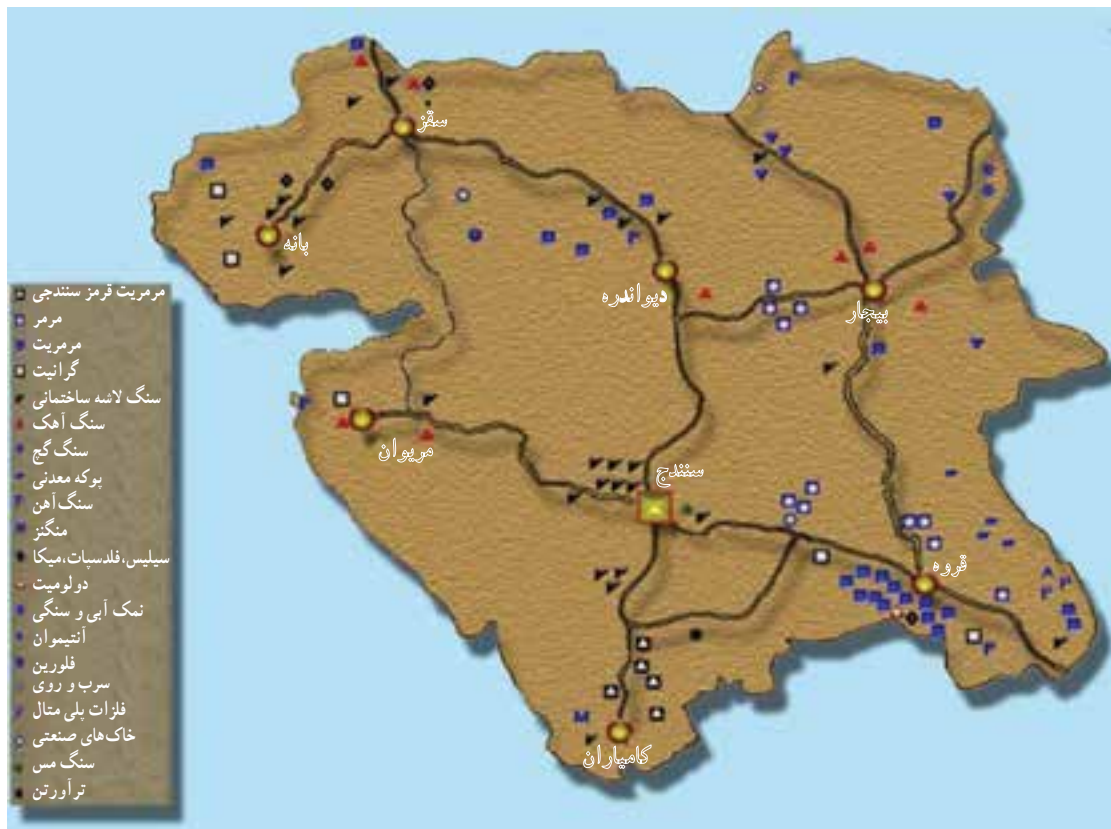 سقز
بانه
دیواندره
بیجار
مریوان
سنندج
قروه
کامیاران
مرمریت قرمز سنندجی
مرمر
مرمریت
گرانیت
سنگ لاشه ساختمانی
سنگ آهک
سنگ گچ
پوکه معدنی
سنگ آهن
منگنز
سیلیس،فلدسپات،میکا
دولومیت
نمک آبی و سنگی
آنتیموان
فلورین
سرب و روی
فلزات پلی متال
خاک‌های صنعتی
سنگ مس
تراورتن